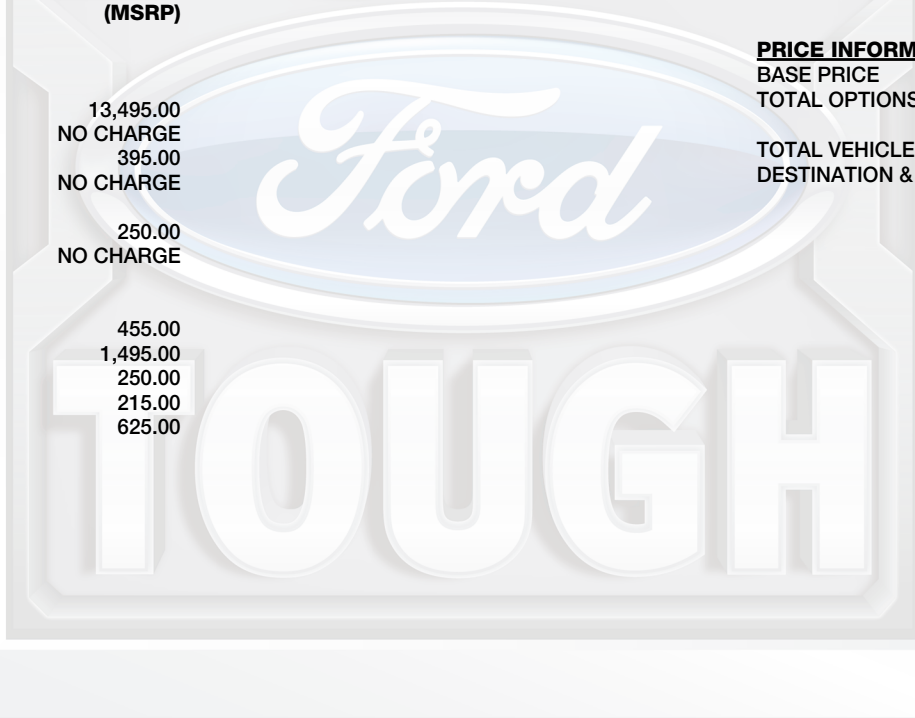 (MSRP)
13,495.00
NO CHARGE
395.00
NO CHARGE
250.00
NO CHARGE
455.00
1,495.00
250.00
215.00
625.00
PRICE INFORM
BASE PRICE
TOTAL OPTIONS
TOTAL VEHICLE
DESTINATION &
Ford
TOUGH